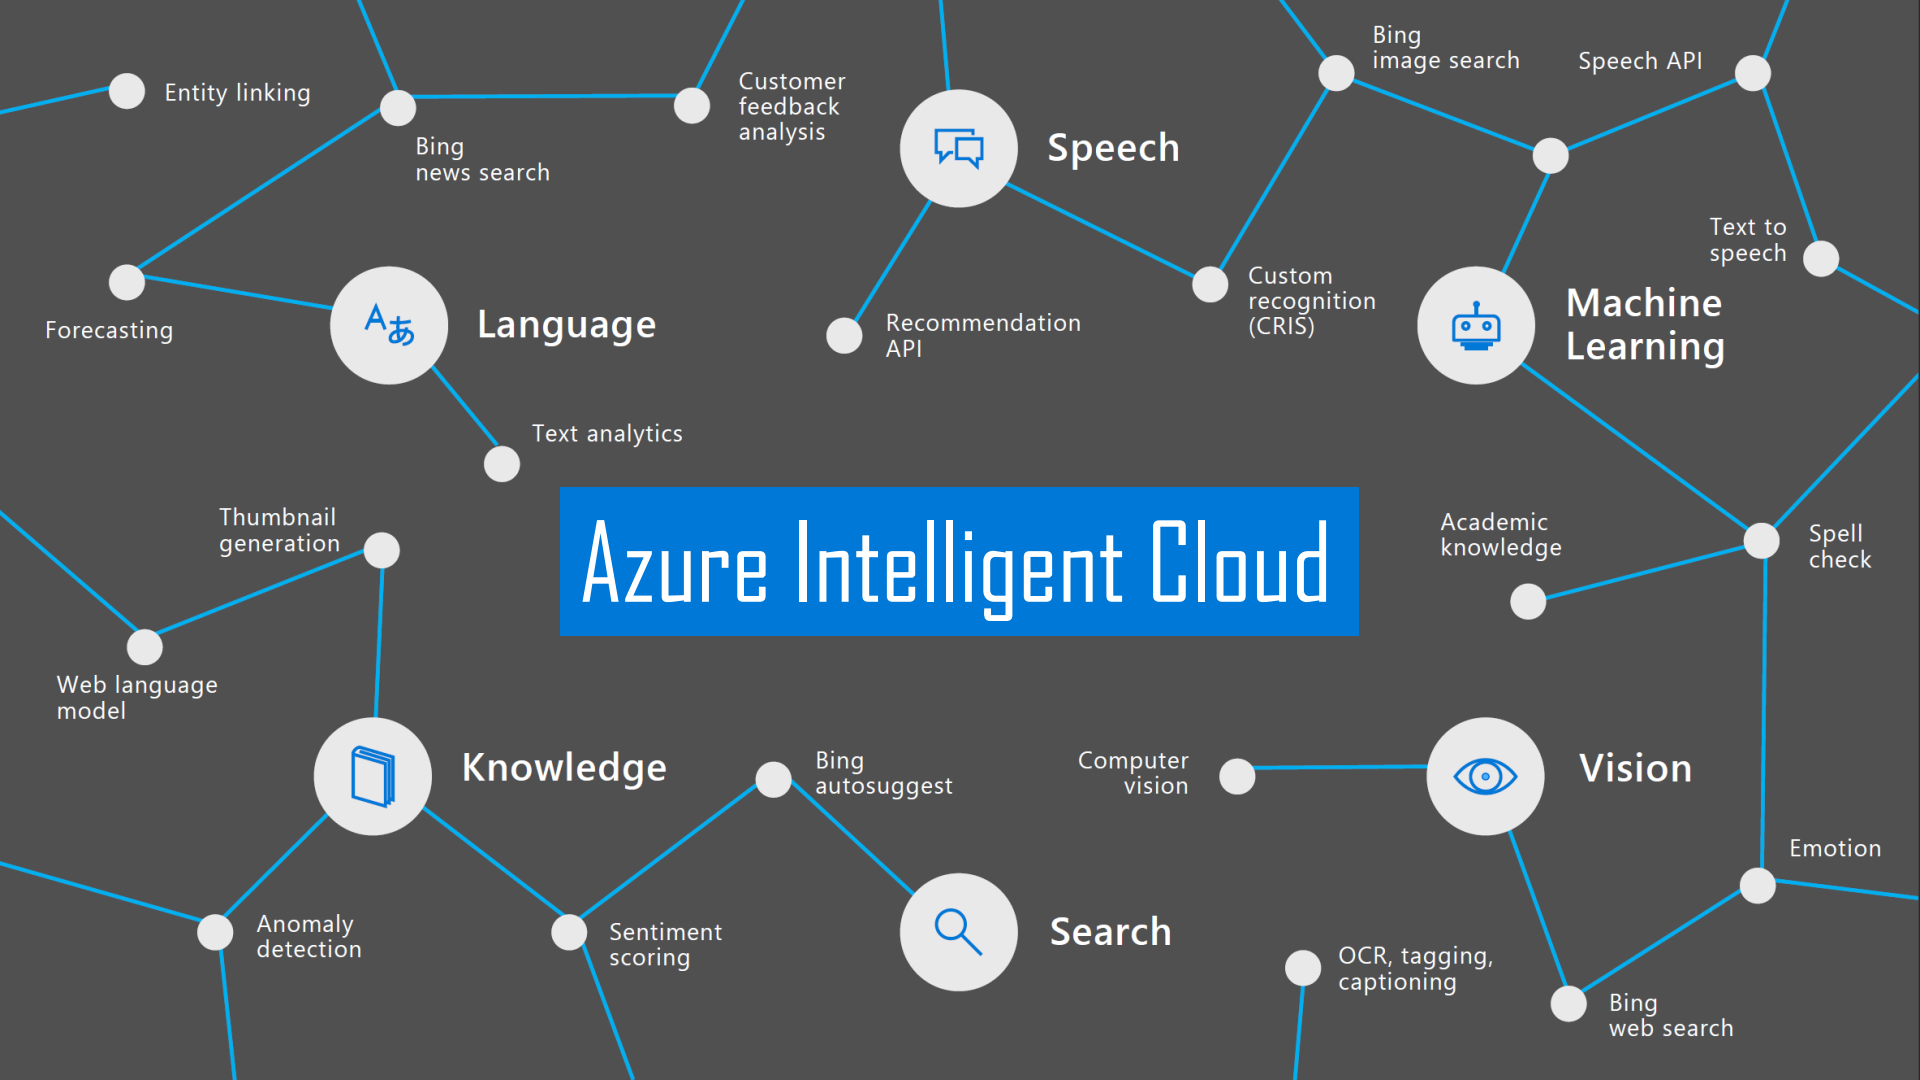 Bing
image search
Speech API
Entity linking
Customer
feedback
analysis
Bing
news search
Speech
Text to
speech
Custom
recognition
(CRIS)
Machine
Learning
Forecasting
Language
Recommendation
API
Text analytics
Thumbnail
generation
Azure Intelligent Cloud
Academic
knowledge
Spell
check
Web language
model
Knowledge
Bing
autosuggest
Computer
vision
Vision
Emotion
Anomaly
detection
Sentiment
scoring
Search
OCR, tagging,
captioning
Bing
web search